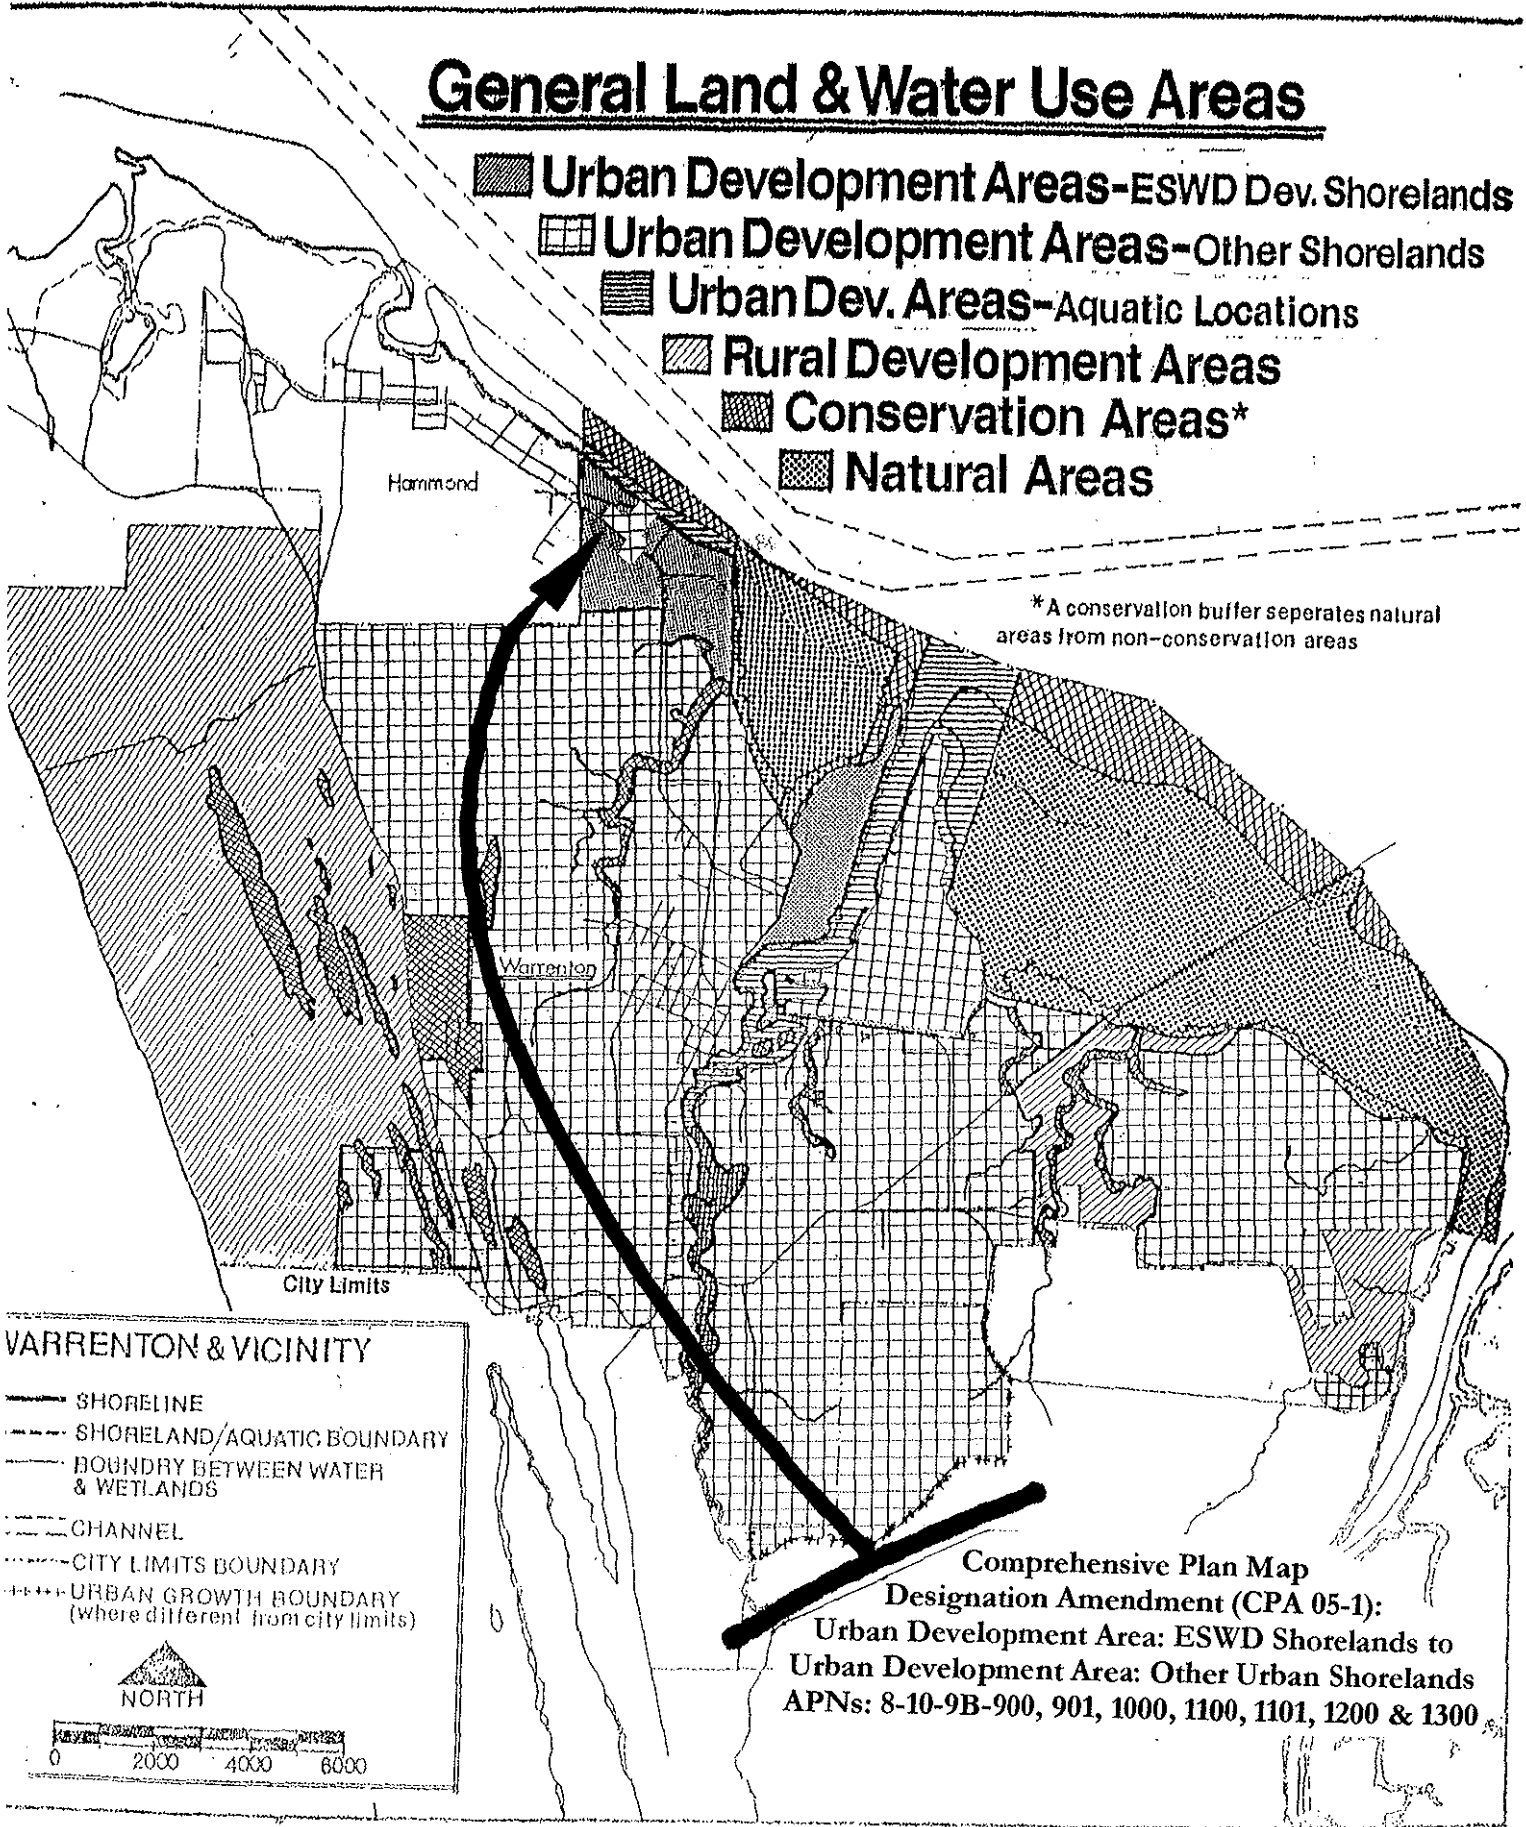 General Land & Water Use Areas
Urban Development Areas-ESWD Dev. Shorelands
Urban Development Areas-Other Shorelands
Urban Dev. Areas-Aquatic Locations
Rural Development Areas
Conservation Areas*
Natural Areas
Hammond
*A conservation buffer seperates natural
areas from non-conservation areas
Warrenton
City Limits
WARRENTON & VICINITY
SHORELINE
SHORELAND/AQUATIC BOUNDARY
BOUNDRY BETWEEN WATER
& WETLANDS
CHANNEL
CITY LIMITS BOUNDARY
URBAN GROWTH BOUNDARY
(where different from city limits)
NORTH
0 2000 4000 6000
Comprehensive Plan Map
Designation Amendment (CPA 05-1):
Urban Development Area: ESWD Shorelands to
Urban Development Area: Other Urban Shorelands
APNs: 8-10-9B-900, 901, 1000, 1100, 1101, 1200 & 1300